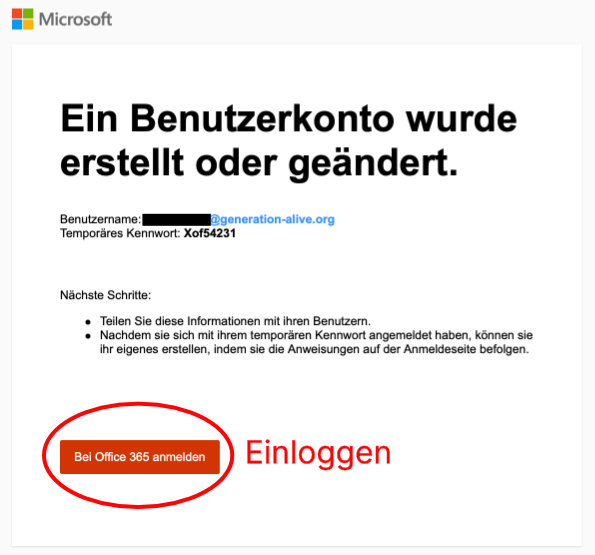 Microsoft
Ein Benutzerkonto wurde
erstellt oder geändert.
Benutzername: @generation-alive.org
Temporäres Kennwort: Xof54231
Nächste Schritte:
• Teilen Sie diese Informationen mit ihren Benutzern.
• Nachdem sie sich mit ihrem temporären Kennwort angemeldet haben, können sie
ihr eigenes erstellen, indem sie die Anweisungen auf der Anmeldeseite befolgen.
Bei Office 365 anmelden
Einloggen